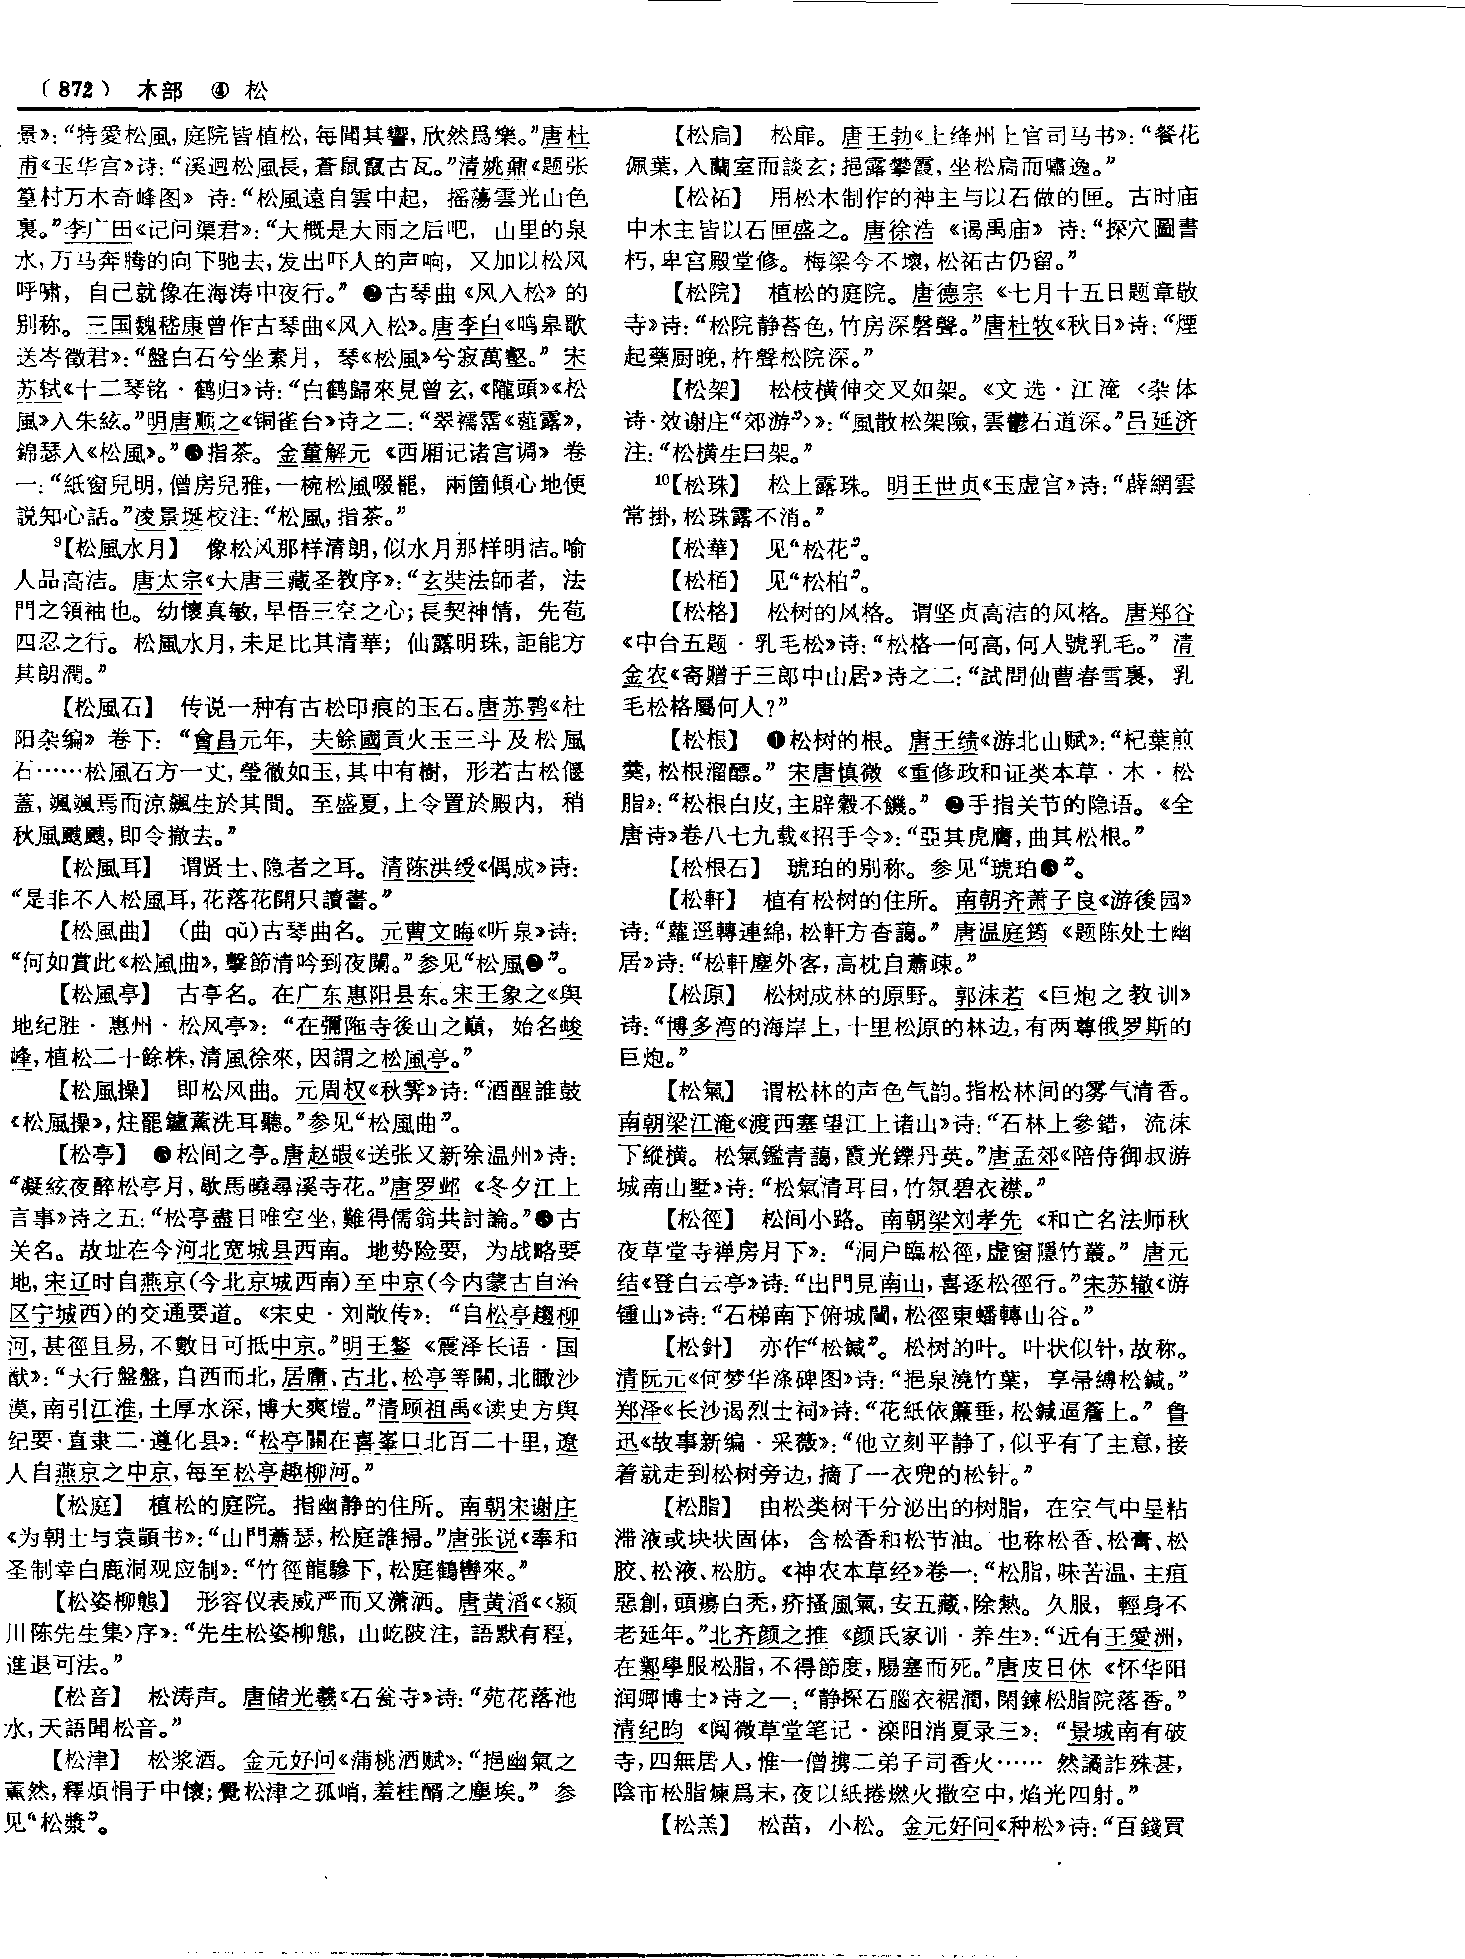 （872） 木部 ④ 松
景》：“特愛松風，庭院皆植松，每聞其響，欣然爲樂。”唐杜
甫《玉华宫》诗：“溪迴松風長，蒼鼠竄古瓦。”清姚鼐《题张
篁村万木奇峰图》诗：“松風遠自雲中起，摇蕩雲光山色
裏。”李广田《记问渠君》：“大概是大雨之后吧，山里的泉
水，万马奔腾的向下驰去，发出吓人的声响，又加以松风
呼啸，自己就像在海涛中夜行。”❷古琴曲《风入松》的
别称。三国魏嵇康曾作古琴曲《风入松》。唐李白《鸣皋歌
送岑徵君》：“盤白石兮坐素月，琴《松風》兮寂萬壑。”宋
苏轼《十二琴铭·鹤归》诗：“白鹤歸來見曾玄，《隴頭》《松
風》入朱絃。”明唐顺之《铜雀台》诗之二：“翠襦霑《薤露》，
錦瑟入《松風》。”❸指茶。金董解元《西厢记诸宫调》卷
一：“紙窗兒明，僧房兒雅，一椀松風啜罷，兩箇傾心地便
説知心話。”凌景埏校注：“松風，指茶。”
9【松風水月】 像松风那样清朗，似水月那样明洁。喻
人品高洁。唐太宗《大唐三藏圣教序》：“玄奘法師者，法
門之領袖也。幼懷真敏，早悟三空之心；長契神情，先苞
四忍之行。松風水月，未足比其清華；仙露明珠，詎能方
其朗潤。”
【松風石】 传说一种有古松印痕的玉石。唐苏鹗《杜
阳杂编》卷下：“會昌元年，夫餘國貢火玉三斗及松風
石……松風石方一丈，瑩徹如玉，其中有樹，形若古松偃
蓋，颯颯焉而涼飇生於其間。至盛夏，上令置於殿内，稍
秋風颼颼，即令撤去。”
【松風耳】 谓贤士、隐者之耳。清陈洪绶《偶成》诗：
“是非不人松風耳，花落花開只讀書。”
【松風曲】 （曲 qǔ）古琴曲名。元曹文晦《听泉》诗：
“何如賞此《松風曲》，擊節清吟到夜闌。”参见“松風❷”。
【松風亭】 古亭名。在广东惠阳县东。宋王象之《舆
地纪胜·惠州·松风亭》：“在彌陁寺後山之巔，始名峻
峰，植松二十餘株，清風徐來，因謂之松風亭。”
【松風操】 即松风曲。元周权《秋霁》诗：“酒醒誰鼓
《松風操》，炷罷鑪薰洗耳聽。”参见“松風曲”。
【松亭】 ❶松间之亭。唐赵嘏《送张又新除温州》诗：
“凝絃夜醉松亭月，歇馬曉尋溪寺花。”唐罗邺《冬夕江上
言事》诗之五：“松亭盡日唯空坐，難得儒翁共討論。”❷古
关名。故址在今河北宽城县西南。地势险要，为战略要
地，宋辽时自燕京（今北京城西南）至中京（今内蒙古自治
区宁城西）的交通要道。《宋史·刘敞传》：“自松亭趨柳
河，甚徑且易，不數日可抵中京。”明王鏊《震泽长语·国
猷》：“大行盤盤，自西而北，居庸、古北、松亭等關，北瞰沙
漠，南引江淮，土厚水深，博大爽塏。”清顾祖禹《读史方舆
纪要·直隶二·遵化县》：“松亭關在喜峯口北百二十里，遼
人自燕京之中京，每至松亭趣柳河。”
【松庭】 植松的庭院。指幽静的住所。南朝宋谢庄
《为朝士与袁顗书》：“山門蕭瑟，松庭誰掃。”唐张说《奉和
圣制幸白鹿洞观应制》：“竹徑龍驂下，松庭鶴轡來。”
【松姿柳態】 形容仪表威严而又潇洒。唐黄滔《〈颍
川陈先生集〉序》：“先生松姿柳態，山屹陂注，語默有程，
進退可法。”
【松音】 松涛声。唐储光羲《石瓮寺》诗：“苑花落池
水，天語聞松音。”
【松津】 松浆酒。金元好问《蒲桃酒赋》：“挹幽氣之
薰然，釋煩悁于中懷；覺松津之孤峭，羞桂醑之塵埃。”参
见“松漿”。
【松扃】 松扉。唐王勃《上绛州上官司马书》：“餐花
佩葉，入蘭室而談玄；挹露攀霞，坐松扃而嘯逸。”
【松祏】 用松木制作的神主与以石做的匣。古时庙
中木主皆以石匣盛之。唐徐浩《谒禹庙》诗：“探穴圖書
朽，卑宫殿堂修。梅梁今不壞，松祏古仍留。”
【松院】 植松的庭院。唐德宗《七月十五日题章敬
寺》诗：“松院静苔色，竹房深磬聲。”唐杜牧《秋日》诗：“煙
起藥厨晚，杵聲松院深。”
【松架】 松枝横伸交叉如架。《文选·江淹〈杂体
诗·效谢庄“郊游”〉》：“風散松架險，雲鬱石道深。”吕延济
注：“松横生曰架。”
10【松珠】 松上露珠。明王世贞《玉虚宫》诗：“薜網雲
常掛，松珠露不消。”
【松華】 见“松花”。
【松栢】 见“松柏”。
【松格】 松树的风格。谓坚贞高洁的风格。唐郑谷
《中台五题·乳毛松》诗：“松格一何高，何人號乳毛。”清
金农《寄赠于三郎中山居》诗之二：“試問仙曹春雪裏，乳
毛松格屬何人？”
【松根】 ❶松树的根。唐王绩《游北山赋》：“杞葉煎
羹，松根溜醥。”宋唐慎微《重修政和证类本草·木·松
脂》：“松根白皮，主辟穀不饑。”❷手指关节的隐语。《全
唐诗》卷八七九载《招手令》：“亞其虎膺，曲其松根。”
【松根石】 琥珀的别称。参见“琥珀❶”。
【松軒】 植有松树的住所。南朝齐萧子良《游後园》
诗：“蘿逕轉連綿，松軒方杳藹。”唐温庭筠《题陈处士幽
居》诗：“松軒塵外客，高枕自蕭疎。”
【松原】 松树成林的原野。郭沫若《巨炮之教训》
诗：“博多湾的海岸上，十里松原的林边，有两尊俄罗斯的
巨炮。”
【松氣】 谓松林的声色气韵。指松林间的雾气清香。
南朝梁江淹《渡西塞望江上诸山》诗：“石林上參錯，流沫
下縱横。松氣鑑青藹，霞光鑠丹英。”唐孟郊《陪侍御叔游
城南山墅》诗：“松氣清耳目，竹氛碧衣襟。”
【松徑】 松间小路。南朝梁刘孝先《和亡名法师秋
夜草堂寺禅房月下》：“洞户臨松徑，虚窗隱竹叢。”唐元
结《登白云亭》诗：“出門見南山，喜逐松徑行。”宋苏辙《游
锺山》诗：“石梯南下俯城闉，松徑東蟠轉山谷。”
【松針】 亦作“松鍼”。松树的叶。叶状似针，故称。
清阮元《何梦华涤碑图》诗：“挹泉澆竹葉，享帚縛松鍼。”
郑泽《长沙谒烈士祠》诗：“花紙依簾垂，松鍼逼簷上。”鲁
迅《故事新编·采薇》：“他立刻平静了，似乎有了主意，接
着就走到松树旁边，摘了一衣兜的松针。”
【松脂】 由松类树干分泌出的树脂，在空气中呈粘
滞液或块状固体，含松香和松节油。也称松香、松膏、松
胶、松液、松肪。《神农本草经》卷一：“松脂，味苦温，主疽
惡創，頭瘍白秃，疥搔風氣，安五藏，除熱。久服，輕身不
老延年。”北齐颜之推《颜氏家训·养生》：“近有王愛洲，
在鄴學服松脂，不得節度，腸塞而死。”唐皮日休《怀华阳
润卿博士》诗之一：“静探石腦衣裾潤，閑鍊松脂院落香。”
清纪昀《阅微草堂笔记·滦阳消夏录三》：“景城南有破
寺，四無居人，惟一僧携二弟子司香火……然譎詐殊甚，
陰市松脂煉爲末，夜以紙捲燃火撒空中，焰光四射。”
【松羔】 松苗，小松。金元好问《种松》诗：“百錢買